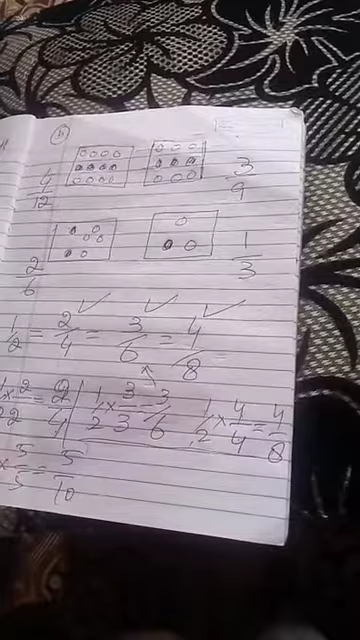 (b)
4/12 3/9
2/6 1/3
1/2 = 2/4 = 3/6 = 4/8
1/2 × 2/2 = 2/4 1/2 × 3/3 = 3/6 1/2 × 4/4 = 4/8
× 5/5 = 5/10